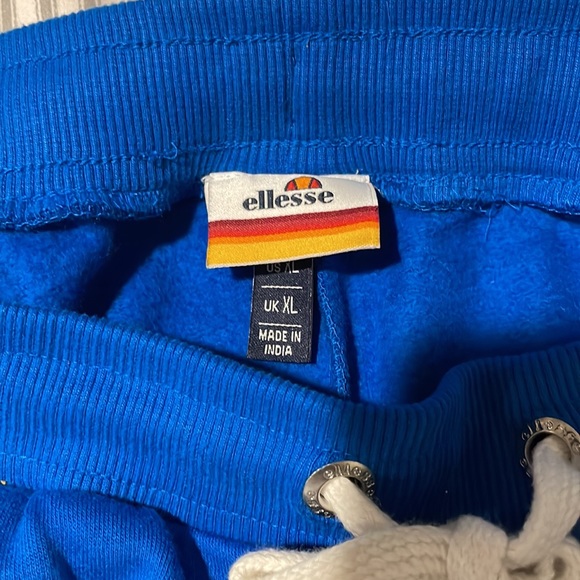 ellesse
US XL
UK XL
MADE IN
INDIA